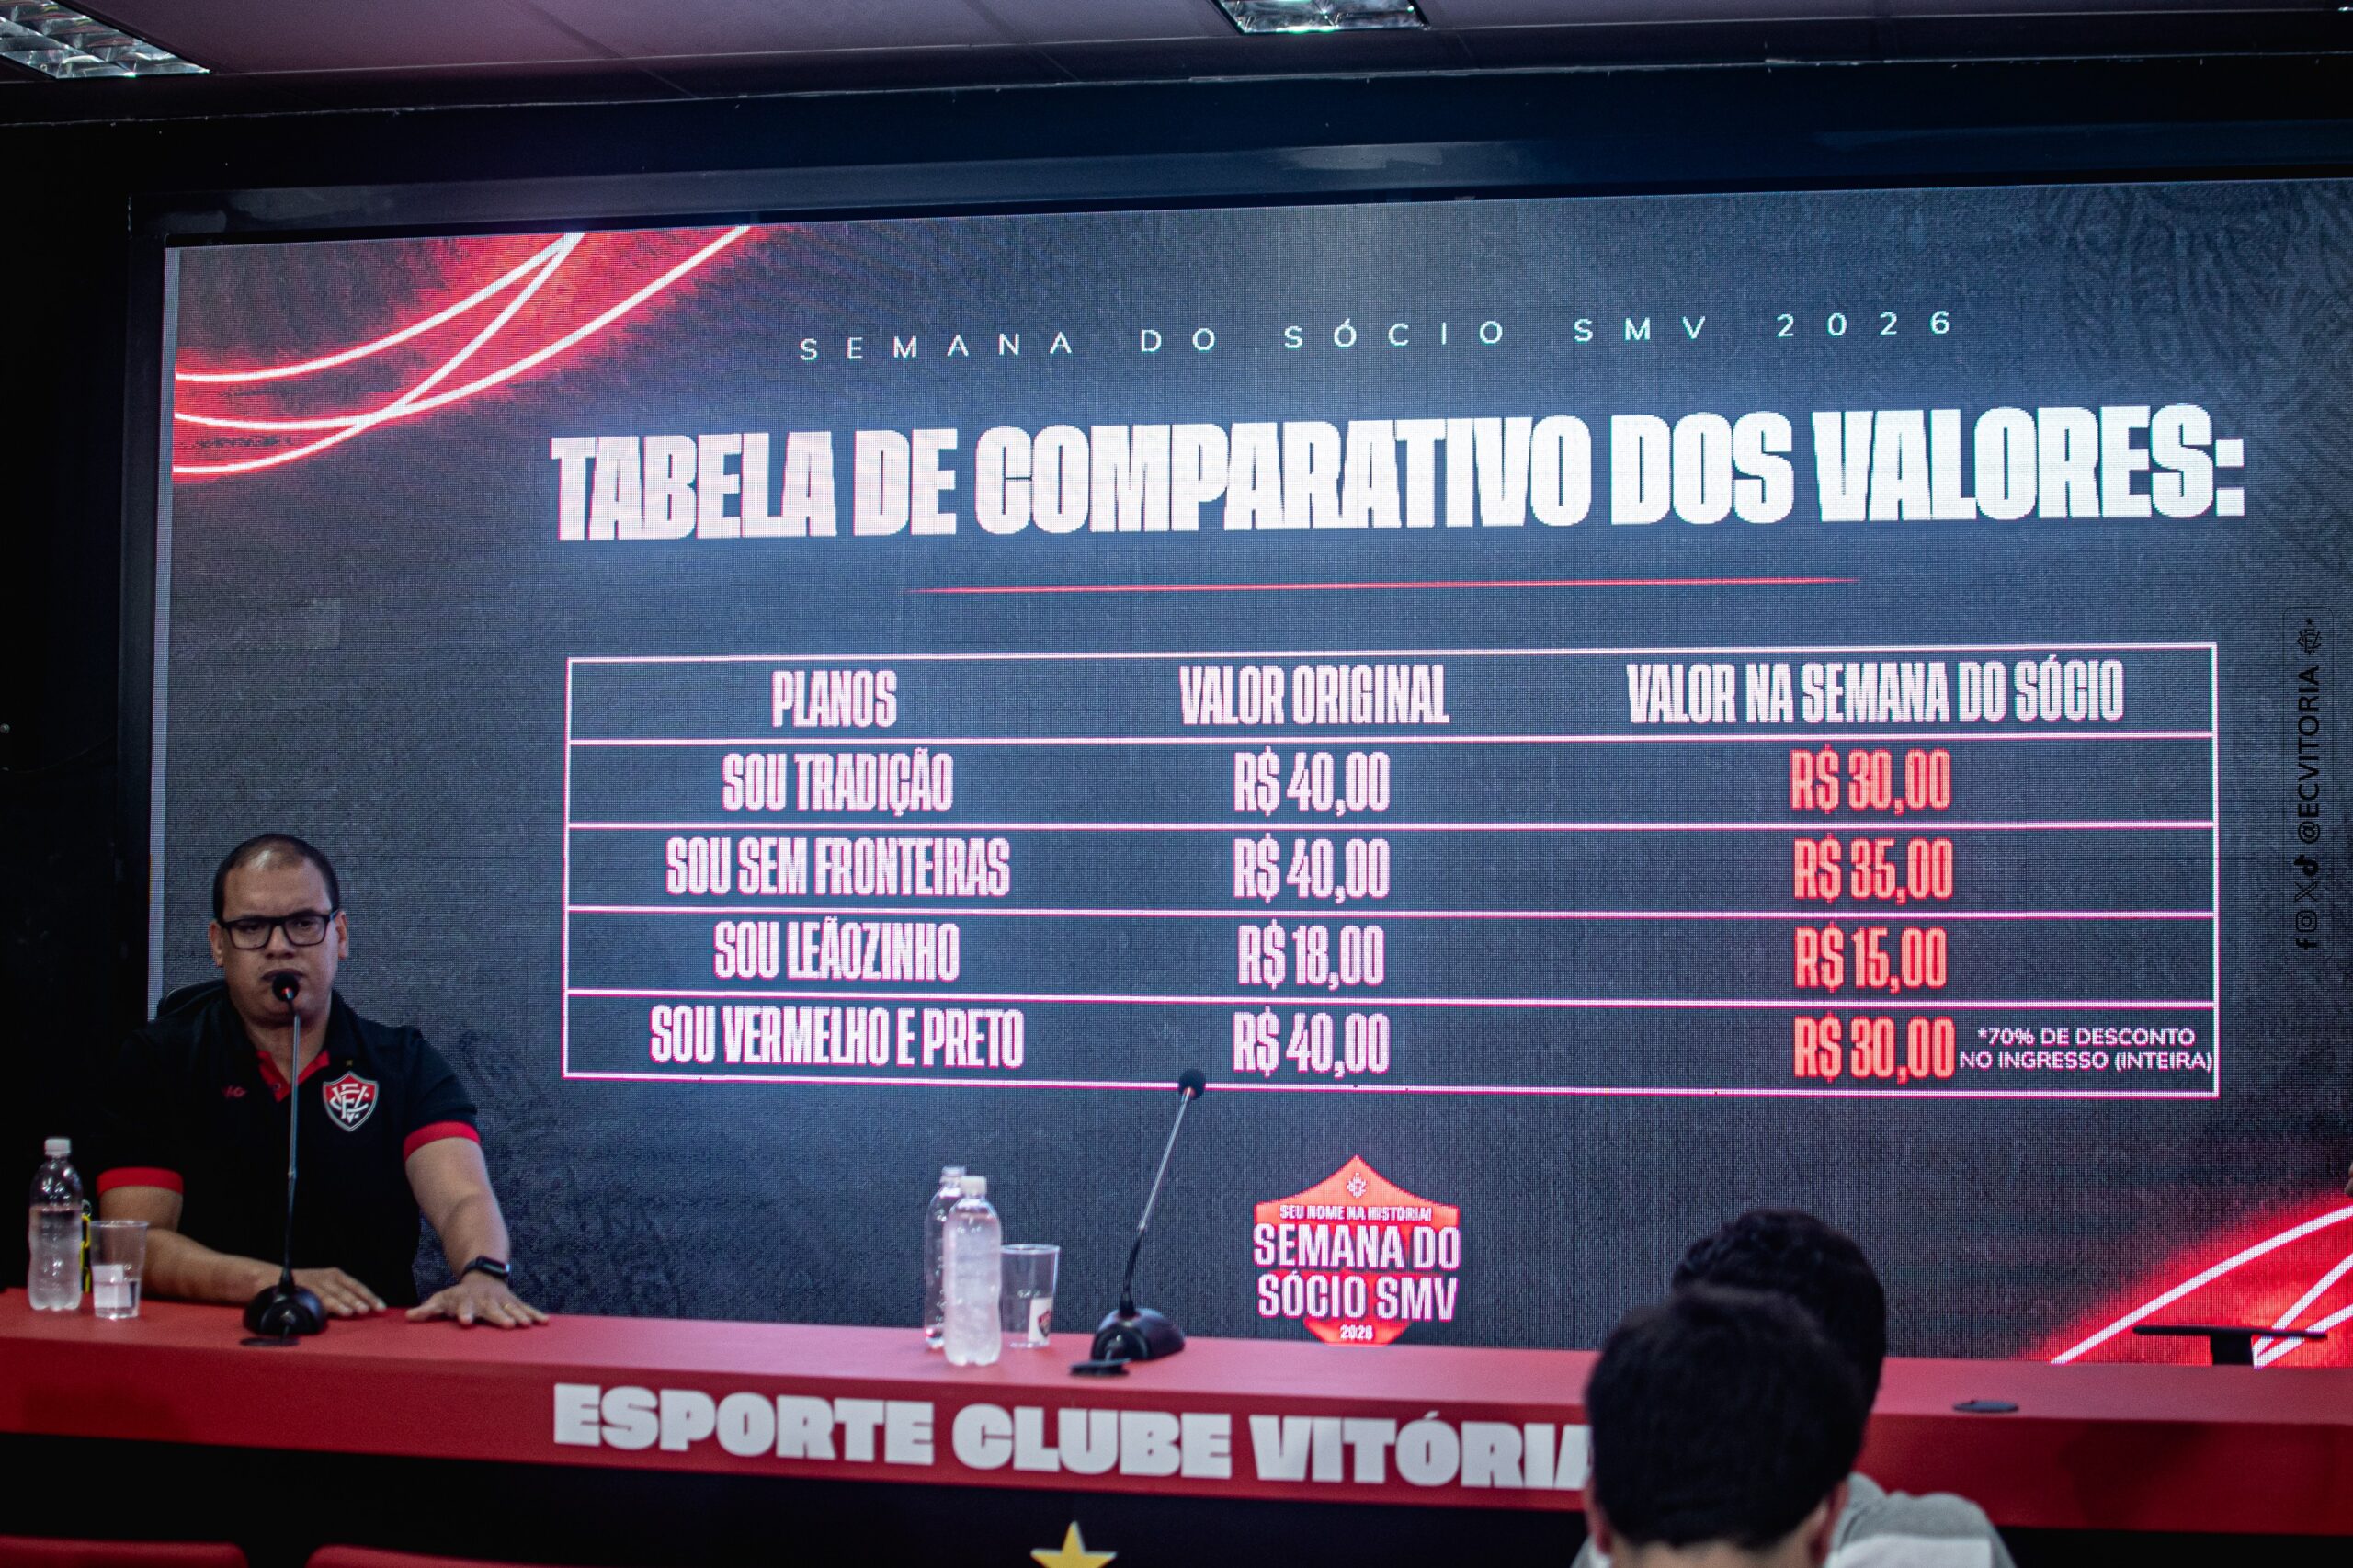 SEMANA DO SÓCIO SMV 2026
TABELA DE COMPARATIVO DOS VALORES:
PLANOS VALOR ORIGINAL VALOR NA SEMANA DO SÓCIO
SOU TRADIÇÃO R$ 40,00 R$ 30,00
SOU SEM FRONTEIRAS R$ 40,00 R$ 35,00
SOU LEÃOZINHO R$ 18,00 R$ 15,00
SOU VERMELHO E PRETO R$ 40,00 R$ 30,00 *70% DE DESCONTO
NO INGRESSO (INTEIRA)
SEU NOME NA HISTÓRIA!
SEMANA DO
SÓCIO SMV
2026
ESPORTE CLUBE VITÓRIA
@ECVITORIA